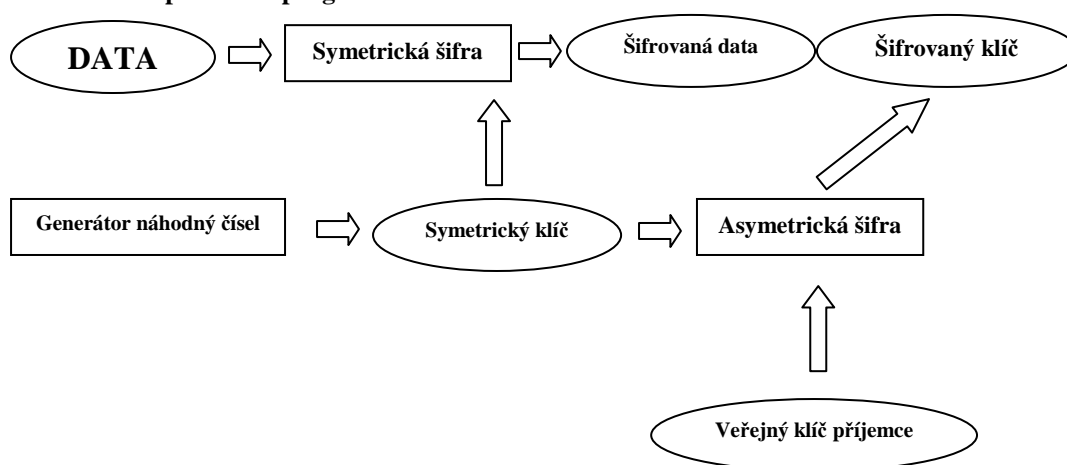 DATA
Symetrická šifra
Šifrovaná data
Šifrovaný klíč
Generátor náhodný čísel
Symetrický klíč
Asymetrická šifra
Veřejný klíč příjemce